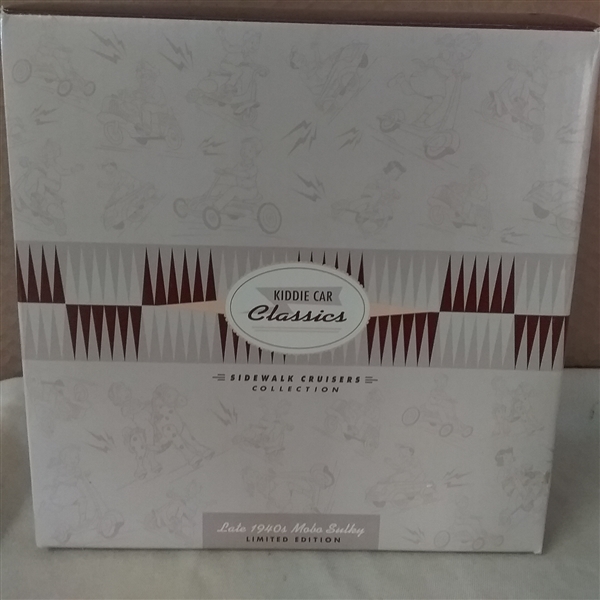 KIDDIE CAR
Classics
SIDEWALK CRUISERS
COLLECTION
Late 1940s Mobo Sulky
LIMITED EDITION